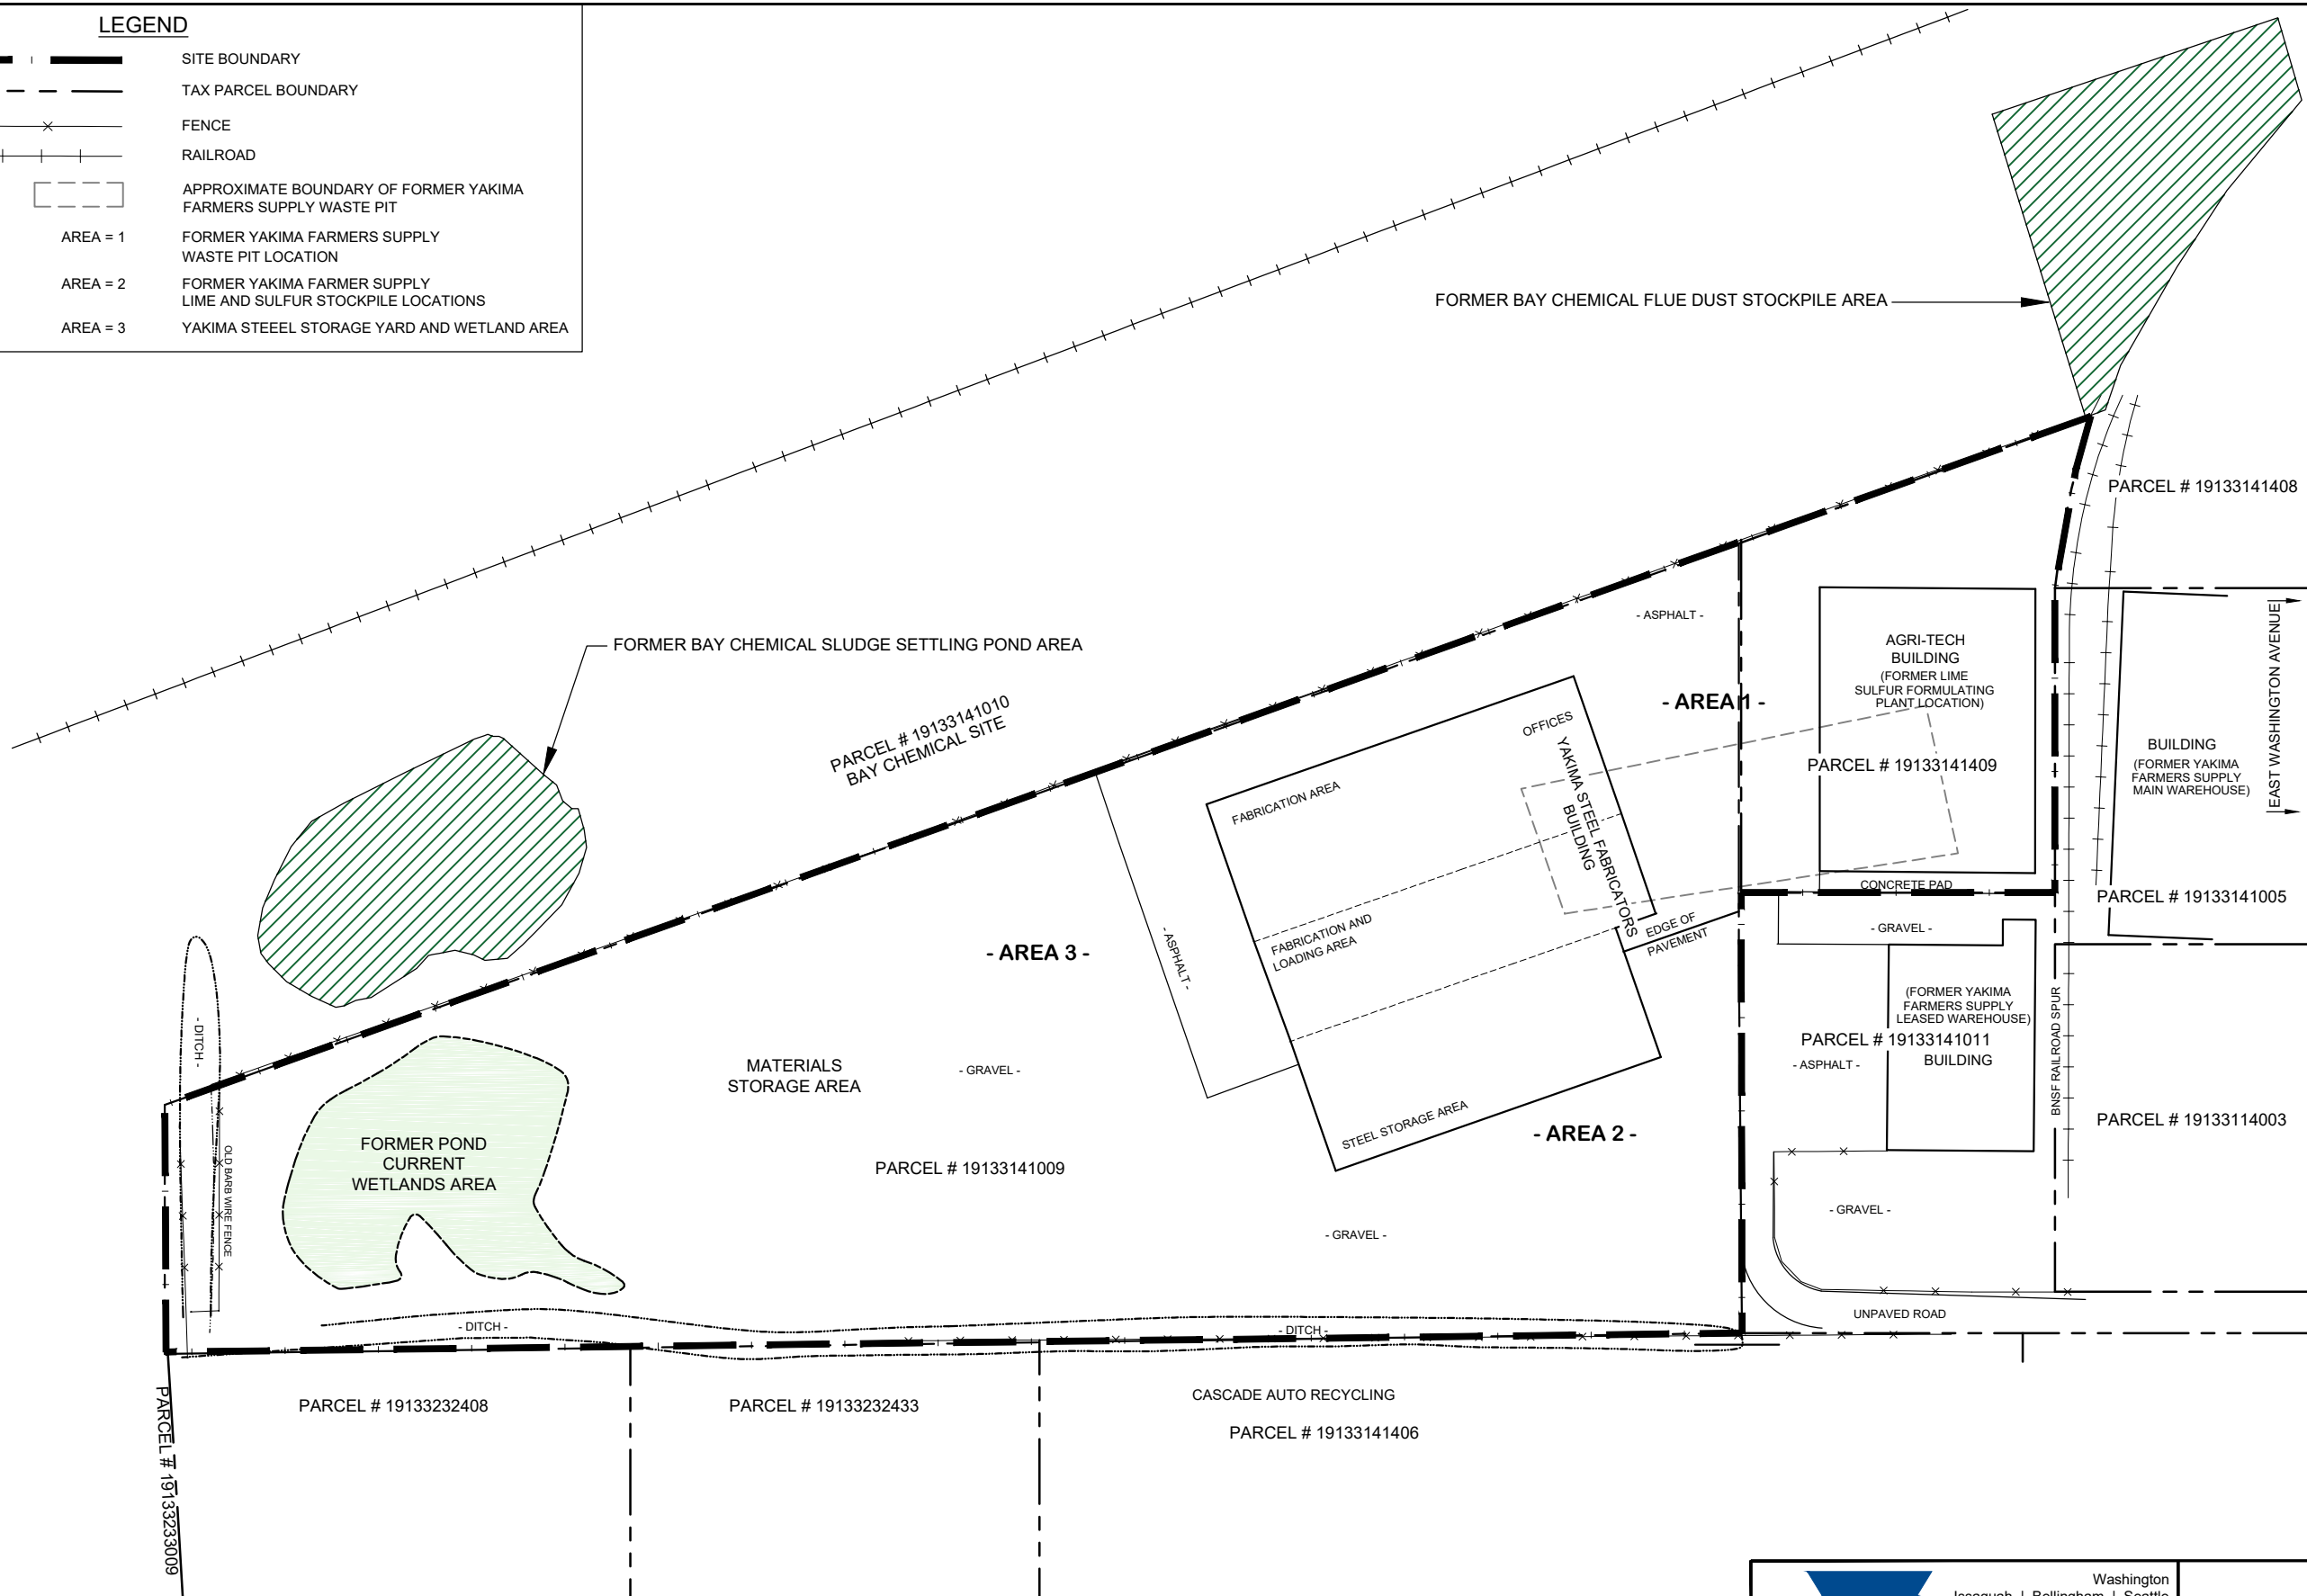 LEGEND
SITE BOUNDARY
TAX PARCEL BOUNDARY
FENCE
RAILROAD
APPROXIMATE BOUNDARY OF FORMER YAKIMA
FARMERS SUPPLY WASTE PIT
AREA = 1
FORMER YAKIMA FARMERS SUPPLY
WASTE PIT LOCATION
AREA = 2
FORMER YAKIMA FARMER SUPPLY
LIME AND SULFUR STOCKPILE LOCATIONS
AREA = 3
YAKIMA STEEEL STORAGE YARD AND WETLAND AREA
FORMER BAY CHEMICAL FLUE DUST STOCKPILE AREA
PARCEL # 19133141408
FORMER BAY CHEMICAL SLUDGE SETTLING POND AREA
PARCEL # 19133141010
BAY CHEMICAL SITE
- ASPHALT -
- AREA 1 -
AGRI-TECH
BUILDING
(FORMER LIME
SULFUR FORMULATING
PLANT LOCATION)
PARCEL # 19133141409
CONCRETE PAD
EAST WASHINGTON AVENUE
BUILDING
(FORMER YAKIMA
FARMERS SUPPLY
MAIN WAREHOUSE)
PARCEL # 19133141005
OFFICES
YAKIMA STEEL FABRICATORS
BUILDING
FABRICATION AREA
FABRICATION AND
LOADING AREA
STEEL STORAGE AREA
EDGE OF
PAVEMENT
- ASPHALT -
- AREA 3 -
- AREA 2 -
- GRAVEL -
(FORMER YAKIMA
FARMERS SUPPLY
LEASED WAREHOUSE)
PARCEL # 19133141011
- ASPHALT -
BUILDING
BNSF RAILROAD SPUR
PARCEL # 19133114003
- GRAVEL -
UNPAVED ROAD
MATERIALS
STORAGE AREA
- GRAVEL -
PARCEL # 19133141009
- GRAVEL -
- DITCH -
OLD BARB WIRE FENCE
FORMER POND
CURRENT
WETLANDS AREA
- DITCH -
- DITCH -
PARCEL # 19133233009
PARCEL # 19133232408
PARCEL # 19133232433
CASCADE AUTO RECYCLING
PARCEL # 19133141406
Washington
Issaquah | Bellingham | Seattle